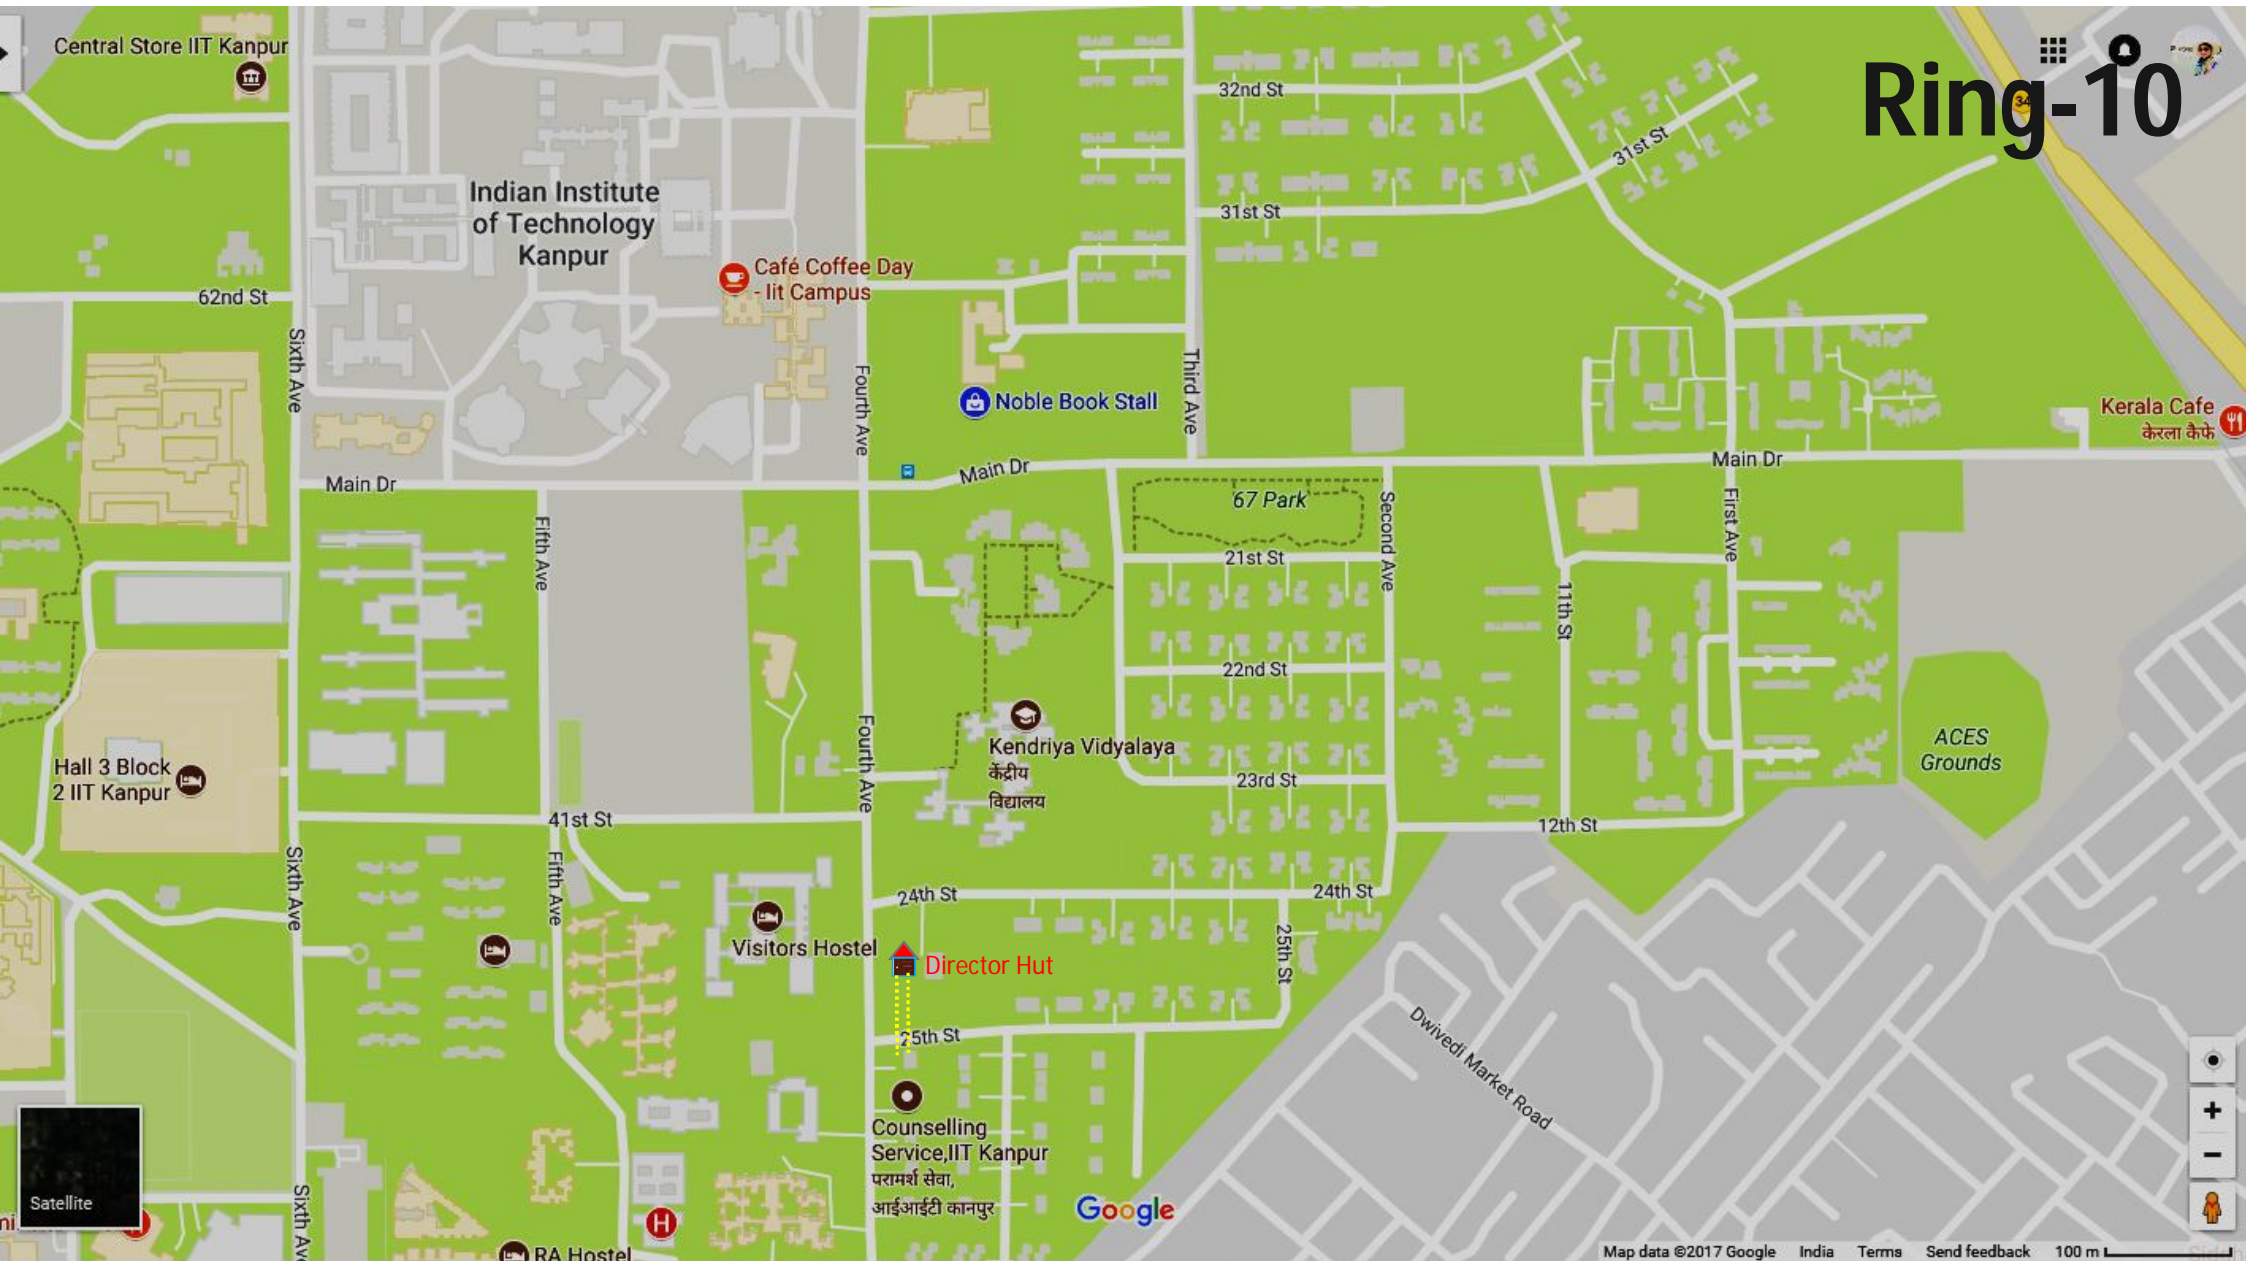 Central Store IIT Kanpur
Ring-10
34
32nd St
31st St
31st St
Indian Institute
of Technology
Kanpur
Café Coffee Day
- Iit Campus
62nd St
Sixth Ave
Fourth Ave
Third Ave
Noble Book Stall
Kerala Cafe
केरला कैफे
Main Dr
Main Dr
Main Dr
67 Park
Fifth Ave
Second Ave
First Ave
21st St
11th St
22nd St
Kendriya Vidyalaya
केंद्रीय
विद्यालय
Fourth Ave
23rd St
ACES
Grounds
Hall 3 Block
2 IIT Kanpur
41st St
12th St
Sixth Ave
Fifth Ave
24th St
24th St
Visitors Hostel
Director Hut
25th St
25th St
Dwivedi Market Road
Counselling
Service,IIT Kanpur
परामर्श सेवा,
आईआईटी कानपुर
Satellite
Sixth Av
H
RA Hostel
Google
Map data ©2017 Google India Terms Send feedback 100 m